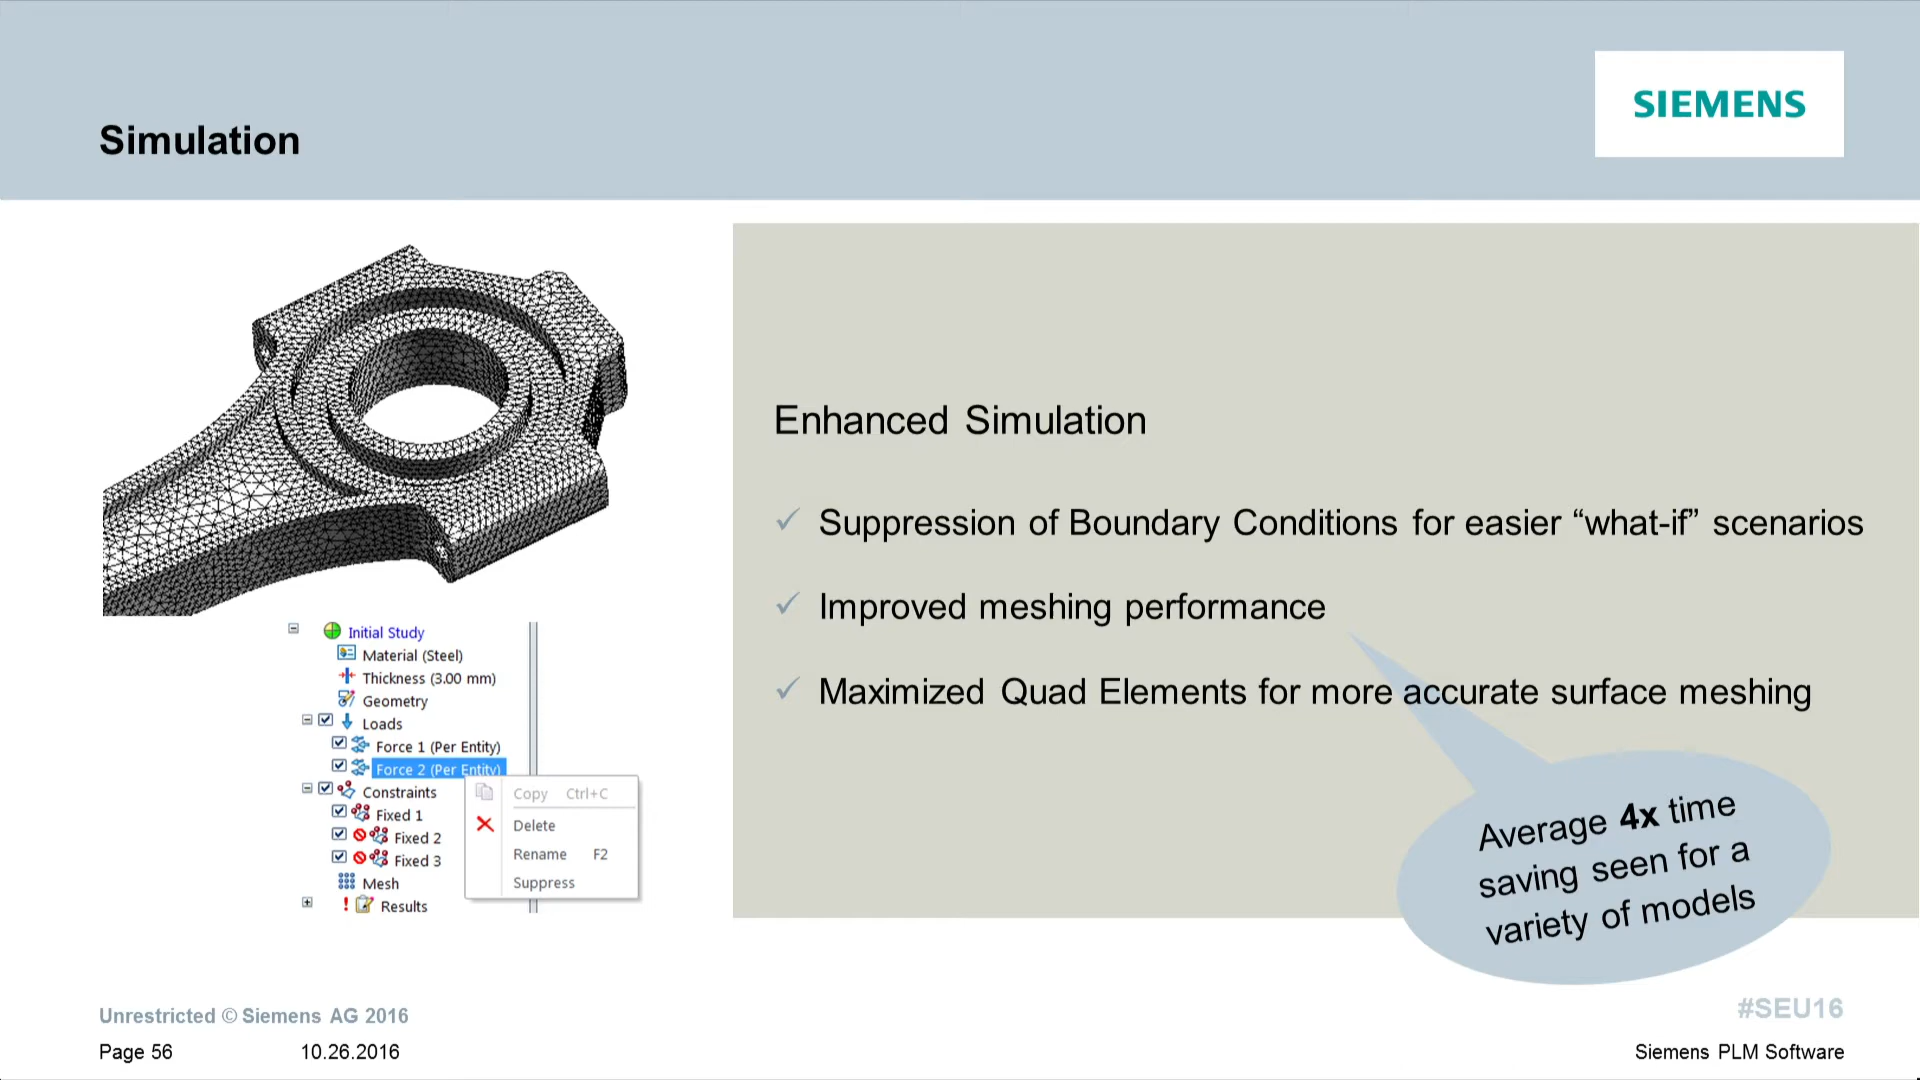 SIEMENS
Simulation
Enhanced Simulation
Suppression of Boundary Conditions for easier “what-if” scenarios
Improved meshing performance
Maximized Quad Elements for more accurate surface meshing
Average 4x time
saving seen for a
variety of models
Initial Study
Material (Steel)
Thickness (3.00 mm)
Geometry
Loads
Force 1 (Per Entity)
Force 2 (Per Entity)
Constraints
Fixed 1
Fixed 2
Fixed 3
Mesh
Results
Copy Ctrl+C
Delete
Rename F2
Suppress
Unrestricted © Siemens AG 2016
#SEU16
Page 56 10.26.2016 Siemens PLM Software